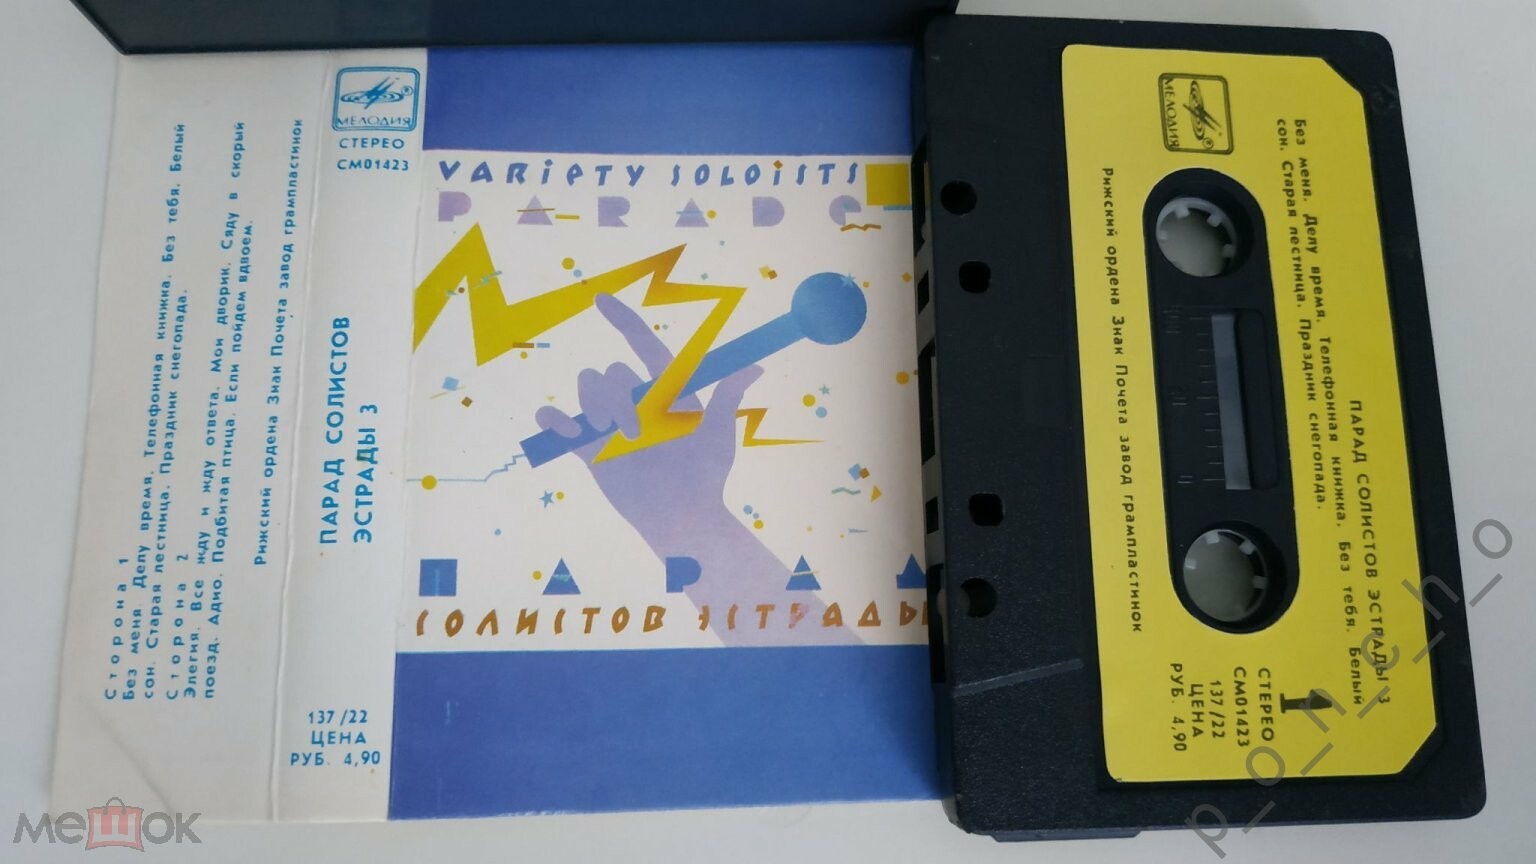 Сторона 1
Без меня. Делу время. Телефонная книжка. Без тебя. Белый
сон. Старая лестница. Праздник снегопада.
Сторона 2
Элегия. Все жду и жду ответа. Мой дворик. Сяду в скорый
поезд. Адио. Подбитая птица. Если пойдем вдвоем.
Рижский ордена Знак Почета завод грампластинок
МЕЛОДИЯ
СТЕРЕО
СМ01423
ПАРАД СОЛИСТОВ
ЭСТРАДЫ 3
137/22
ЦЕНА
РУБ. 4,90
VARIETY SOLOISTS
PARADE
ПАРАД
СОЛИСТОВ ЭСТРАДЫ
ПАРАД СОЛИСТОВ ЭСТРАДЫ 3
Без меня. Делу время. Телефонная книжка. Без тебя. Белый
сон. Старая лестница. Праздник снегопада.
МЕЛОДИЯ
1
СТЕРЕО
СМ01423
137/22
ЦЕНА
РУБ. 4,90
Рижский ордена Знак Почета завод грампластинок
100
50
0
мешок
p_o_n_c_h_o